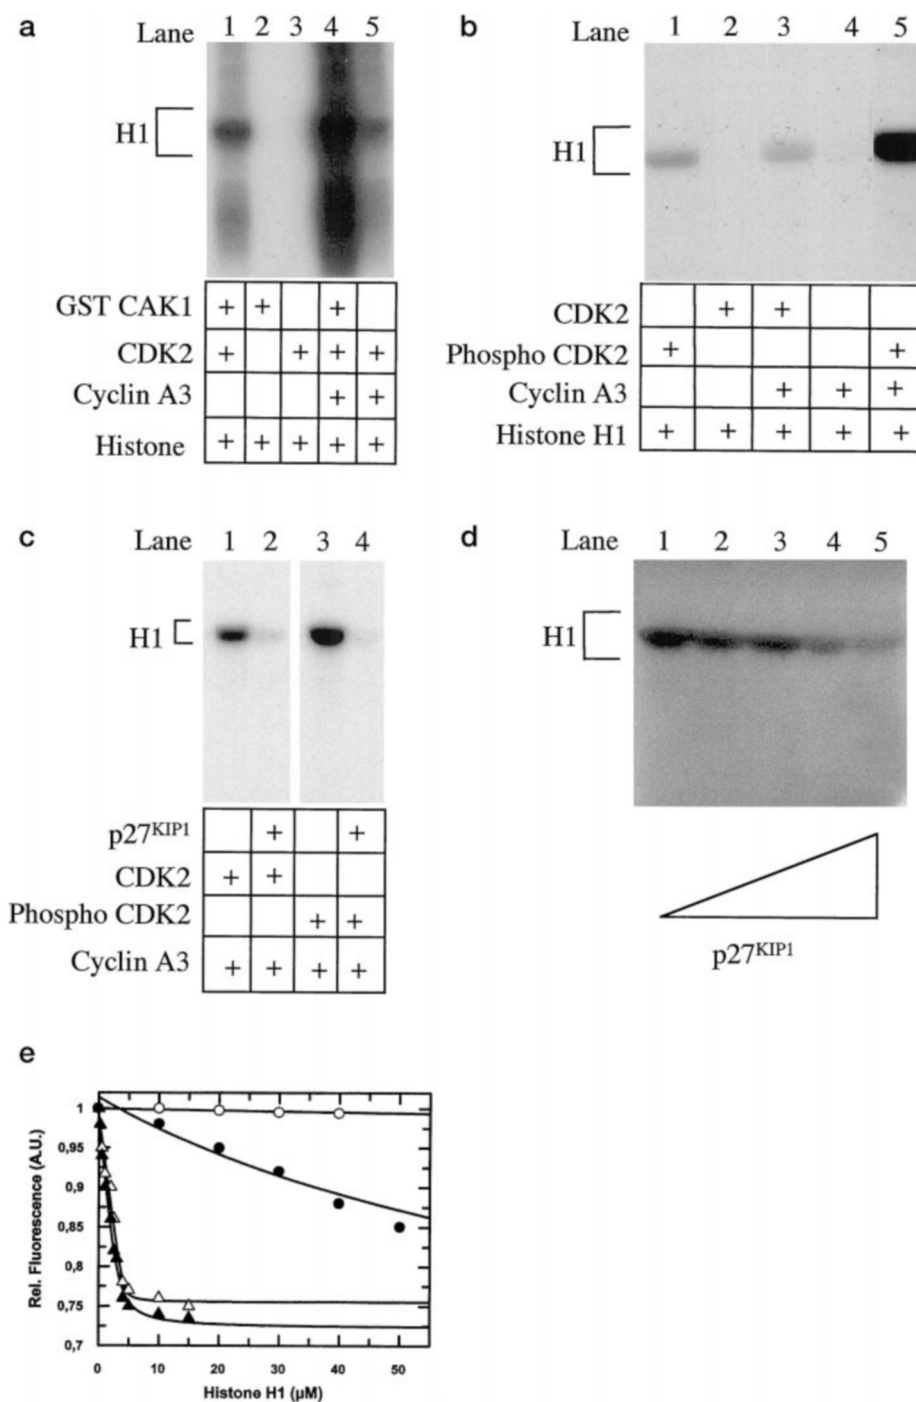 a
Lane 1 2 3 4 5
H1
GST CAK1 + + +
CDK2 + + + +
Cyclin A3 + +
Histone + + + + +
b
Lane 1 2 3 4 5
H1
CDK2 + +
Phospho CDK2 + +
Cyclin A3 + + +
Histone H1 + + + + +
c
Lane 1 2 3 4
H1
p27KIP1 + +
CDK2 + +
Phospho CDK2 + +
Cyclin A3 + + + +
d
Lane 1 2 3 4 5
H1
p27KIP1
e
Rel. Fluorescence (A.U.)
1
0,95
0,9
0,85
0,8
0,75
0,7
0 10 20 30 40 50
Histone H1 (µM)